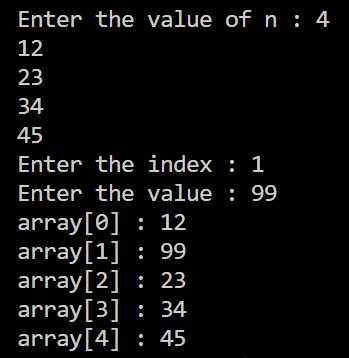 Enter the value of n : 4
12
23
34
45
Enter the index : 1
Enter the value : 99
array[0] : 12
array[1] : 99
array[2] : 23
array[3] : 34
array[4] : 45